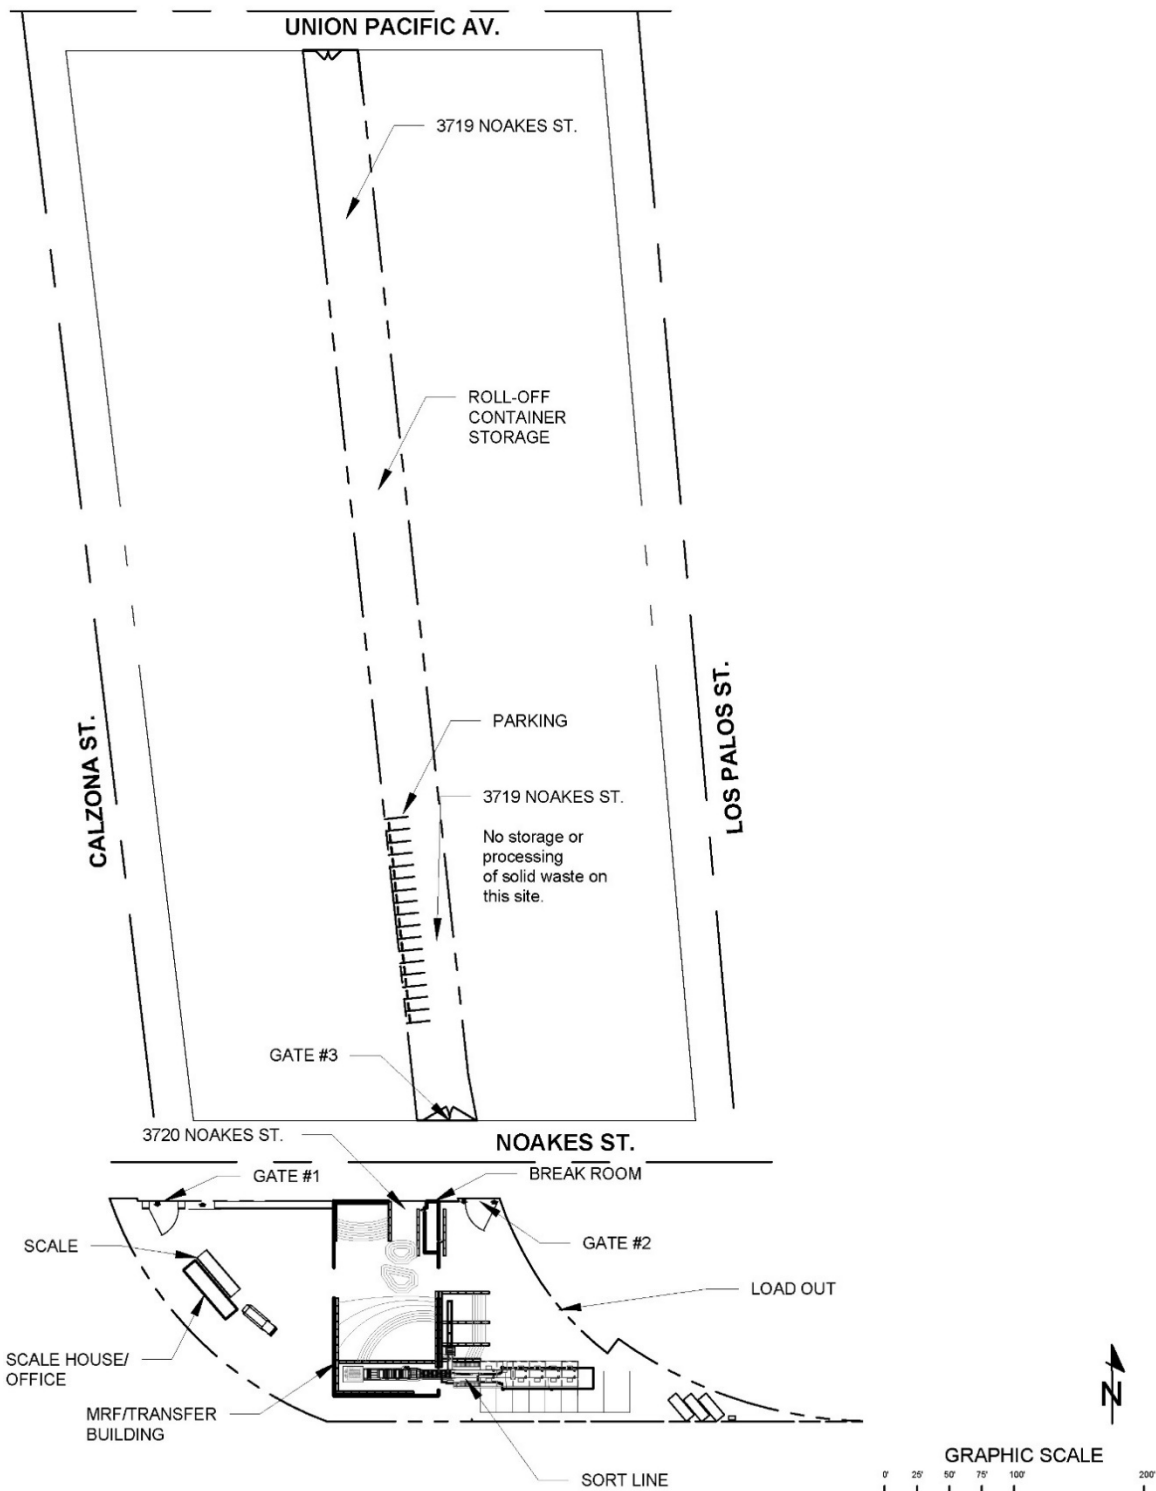 UNION PACIFIC AV.
3719 NOAKES ST.
ROLL-OFF
CONTAINER
STORAGE
CALZONA ST.
LOS PALOS ST.
PARKING
3719 NOAKES ST.
No storage or
processing
of solid waste on
this site.
GATE #3
3720 NOAKES ST.
NOAKES ST.
GATE #1
BREAK ROOM
SCALE
GATE #2
LOAD OUT
SCALE HOUSE/
OFFICE
MRF/TRANSFER
BUILDING
N
SORT LINE
GRAPHIC SCALE
0' 25' 50' 75' 100' 200'